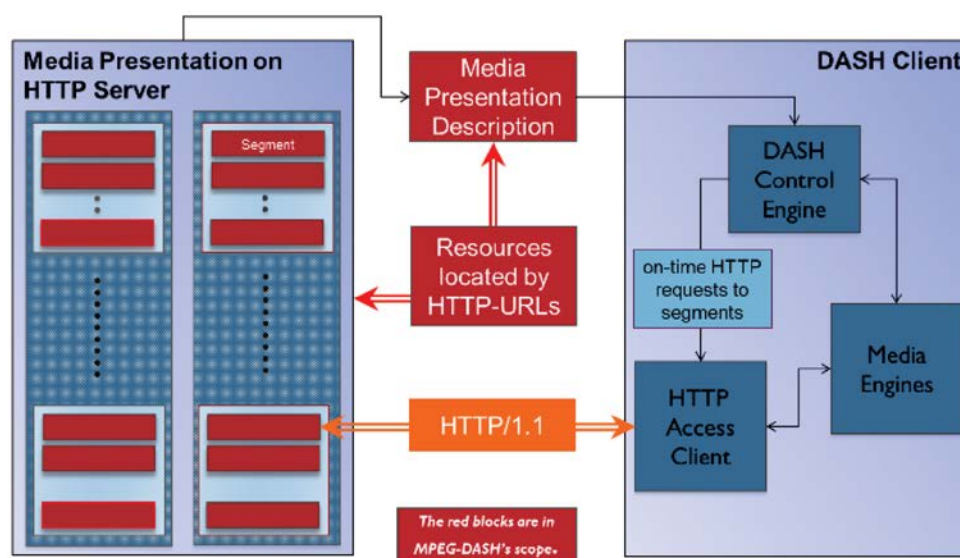 Media Presentation on
HTTP Server
Segment
Media
Presentation
Description
Resources
located by
HTTP-URLs
HTTP/1.1
The red blocks are in
MPEG-DASH's scope.
DASH Client
DASH
Control
Engine
on-time HTTP
requests to
segments
HTTP
Access
Client
Media
Engines